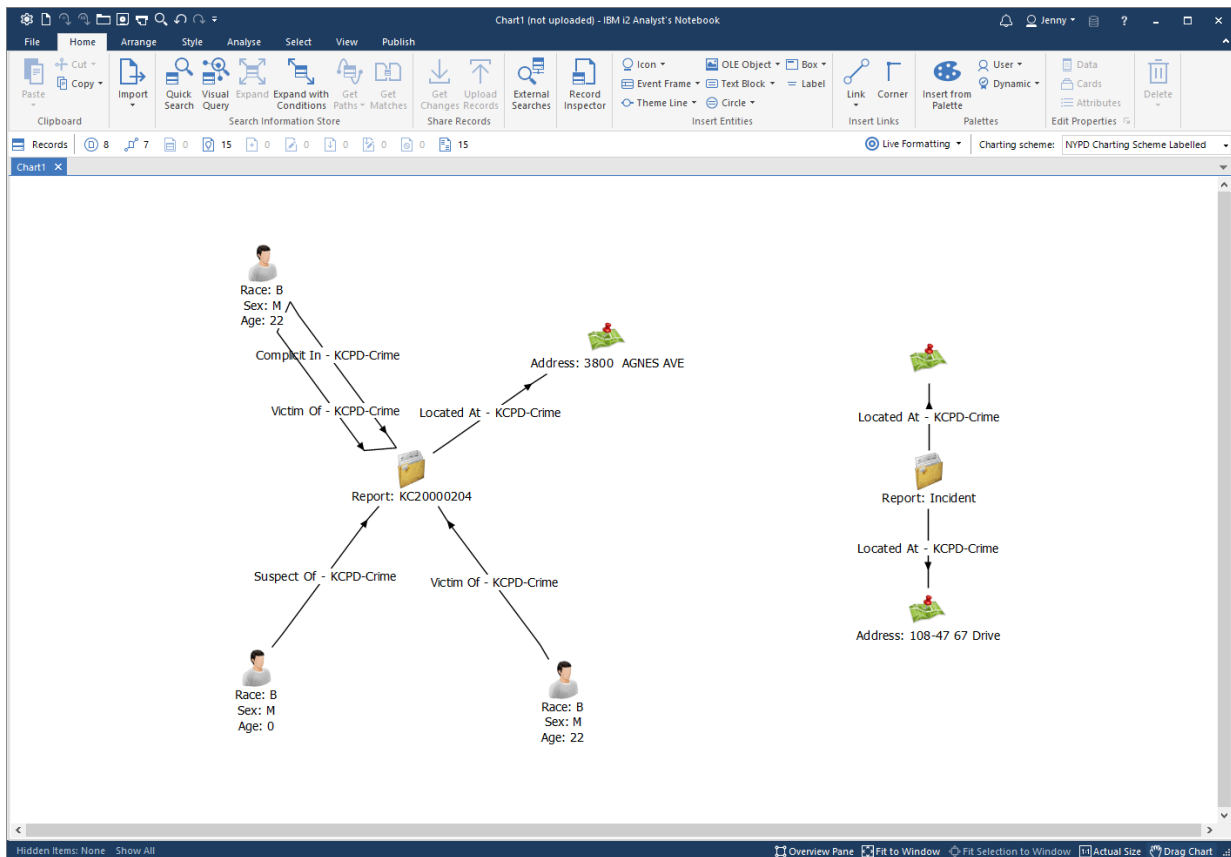 Chart1 (not uploaded) - IBM i2 Analyst's Notebook
Jenny
?
File Home Arrange Style Analyse Select View Publish
Paste
Cut
Copy
Clipboard
Import
Quick Search
Visual Query
Expand
Expand with Conditions
Get Paths
Get Matches
Search Information Store
Get Changes
Upload Records
Share Records
External Searches
Record Inspector
Icon
Event Frame
Theme Line
OLE Object
Text Block
Circle
Box
Label
Insert Entities
Link
Corner
Insert Links
Insert from Palette
User
Dynamic
Palettes
Data
Cards
Attributes
Edit Properties
Delete
Records 8 7 0 15 0 0 0 0 0 15
Live Formatting
Charting scheme: NYPD Charting Scheme Labelled
Chart1 X
Race: B
Sex: M
Age: 22
Complicit In - KCPD-Crime
Victim Of - KCPD-Crime
Address: 3800 AGNES AVE
Located At - KCPD-Crime
Report: KC20000204
Suspect Of - KCPD-Crime
Victim Of - KCPD-Crime
Race: B
Sex: M
Age: 0
Race: B
Sex: M
Age: 22
Located At - KCPD-Crime
Report: Incident
Located At - KCPD-Crime
Address: 108-47 67 Drive
Hidden Items: None Show All
Overview Pane Fit to Window Fit Selection to Window 1:1 Actual Size Drag Chart